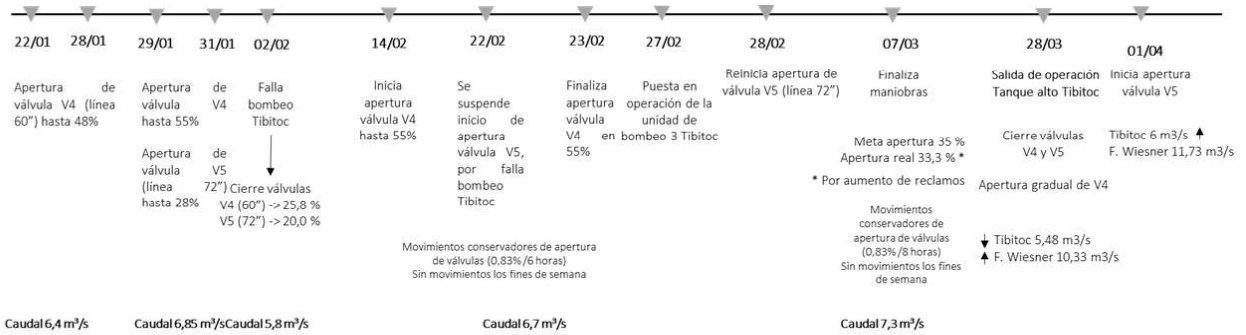 22/01
28/01
29/01
31/01
02/02
14/02
22/02
23/02
27/02
28/02
07/03
28/03
01/04
Apertura de
válvula V4 (línea
60”) hasta 48%
Apertura de
válvula V4
hasta 55%
Apertura de
válvula V5
(línea 72”)
hasta 28%
Falla
bombeo
Tibitoc
Cierre válvulas
V4 (60”) -> 25,8 %
V5 (72”) -> 20,0 %
Inicia
apertura
válvula V4
hasta 55%
Se
suspende
inicio de
apertura
válvula V5,
por falla
bombeo
Tibitoc
Finaliza
apertura
válvula
V4 en
55%
Puesta en
operación de la
unidad de
bombeo 3 Tibitoc
Movimientos conservadores de apertura
de válvulas (0,83%/6 horas)
Sin movimientos los fines de semana
Reinicia apertura de
válvula V5 (línea 72”)
Finaliza
maniobras
Meta apertura 35 %
Apertura real 33,3 % *
* Por aumento de reclamos
Movimientos
conservadores de
apertura de válvulas
(0,83%/8 horas)
Sin movimientos los fines
de semana
Salida de operación
Tanque alto Tibitoc
Cierre válvulas
V4 y V5
Apertura gradual de V4
Tibitoc 5,48 m3/s
F. Wiesner 10,33 m3/s
Inicia apertura
válvula V5
Tibitoc 6 m3/s
F. Wiesner 11,73 m3/s
Caudal 6,4 m³/s
Caudal 6,85 m³/s
Caudal 5,8 m³/s
Caudal 6,7 m³/s
Caudal 7,3 m³/s